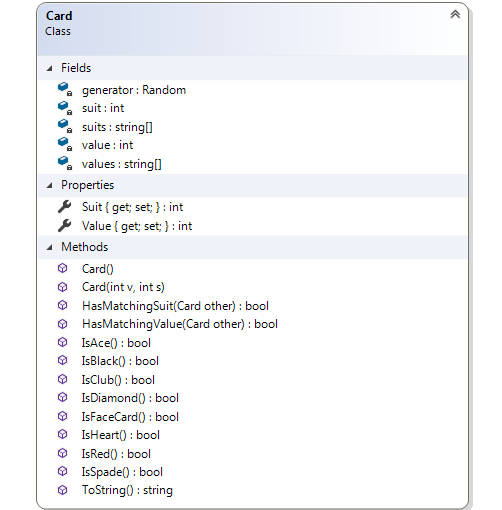 Card
Class
Fields
generator : Random
suit : int
suits : string[]
value : int
values : string[]
Properties
Suit { get; set; } : int
Value { get; set; } : int
Methods
Card()
Card(int v, int s)
HasMatchingSuit(Card other) : bool
HasMatchingValue(Card other) : bool
IsAce() : bool
IsBlack() : bool
IsClub() : bool
IsDiamond() : bool
IsFaceCard() : bool
IsHeart() : bool
IsRed() : bool
IsSpade() : bool
ToString() : string